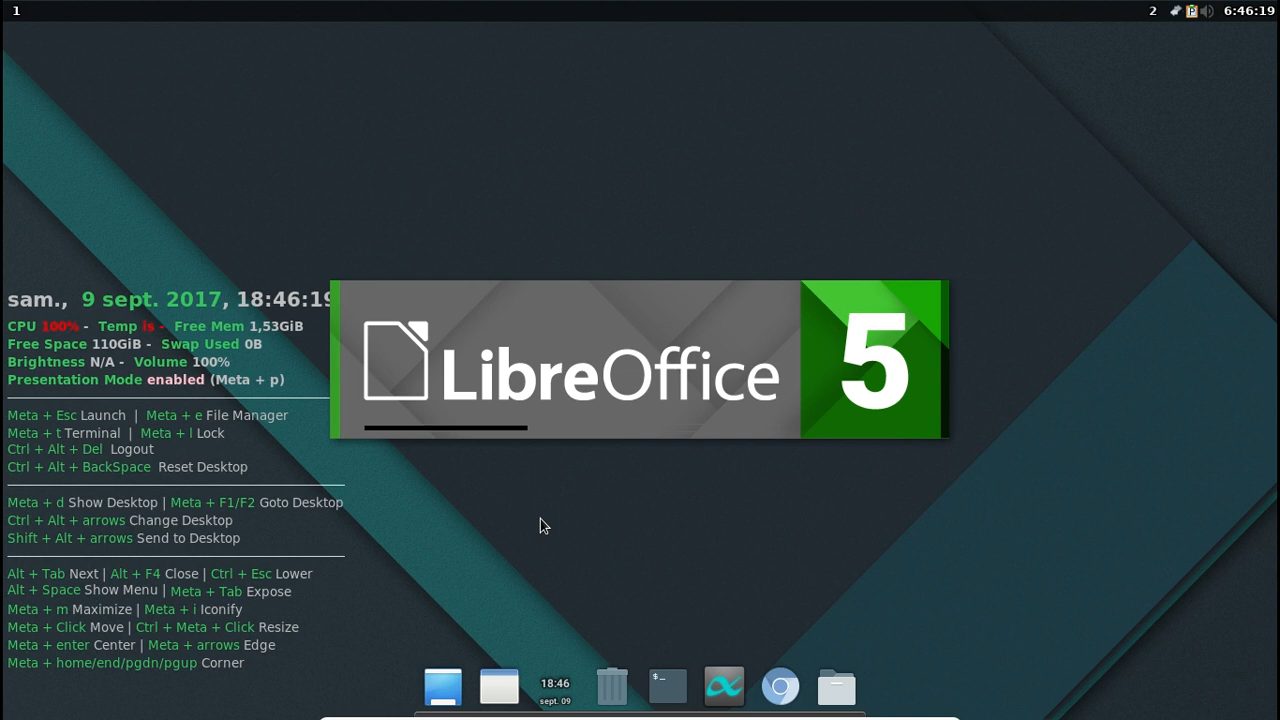 1
2 P 6:46:19
sam., 9 sept. 2017, 18:46:19
CPU 100% - Temp is - Free Mem 1,53GiB
Free Space 110GiB - Swap Used 0B
Brightness N/A - Volume 100%
Presentation Mode enabled (Meta + p)
Meta + Esc Launch | Meta + e File Manager
Meta + t Terminal | Meta + l Lock
Ctrl + Alt + Del Logout
Ctrl + Alt + BackSpace Reset Desktop
Meta + d Show Desktop | Meta + F1/F2 Goto Desktop
Ctrl + Alt + arrows Change Desktop
Shift + Alt + arrows Send to Desktop
Alt + Tab Next | Alt + F4 Close | Ctrl + Esc Lower
Alt + Space Show Menu | Meta + Tab Expose
Meta + m Maximize | Meta + i Iconify
Meta + Click Move | Ctrl + Meta + Click Resize
Meta + enter Center | Meta + arrows Edge
Meta + home/end/pgdn/pgup Corner
LibreOffice 5
18:46
sept. 09
$_